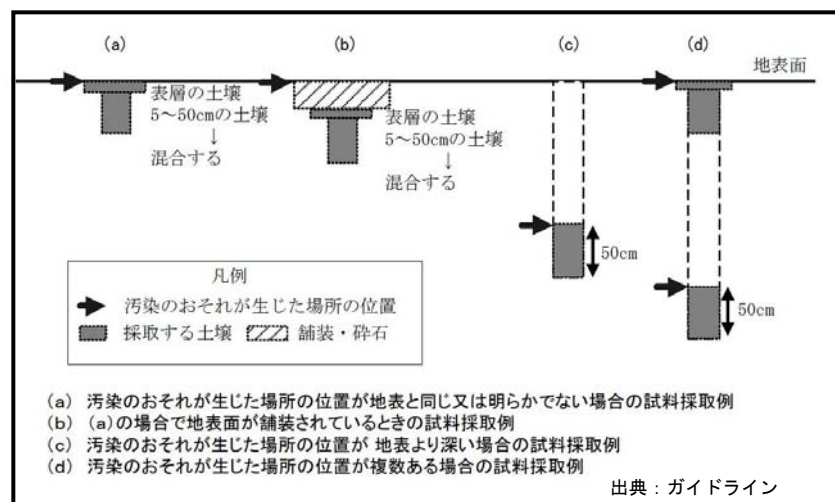 (a)
(b)
(c)
(d)
地表面
表層の土壌
5～50cmの土壌
↓
混合する
表層の土壌
5～50cmの土壌
↓
混合する
50cm
50cm
凡例
汚染のおそれが生じた場所の位置
採取する土壌 舗装・砕石
(a) 汚染のおそれが生じた場所の位置が地表と同じ又は明らかでない場合の試料採取例
(b) (a)の場合で地表面が舗装されているときの試料採取例
(c) 汚染のおそれが生じた場所の位置が 地表より深い場合の試料採取例
(d) 汚染のおそれが生じた場所の位置が複数ある場合の試料採取例
出典：ガイドライン